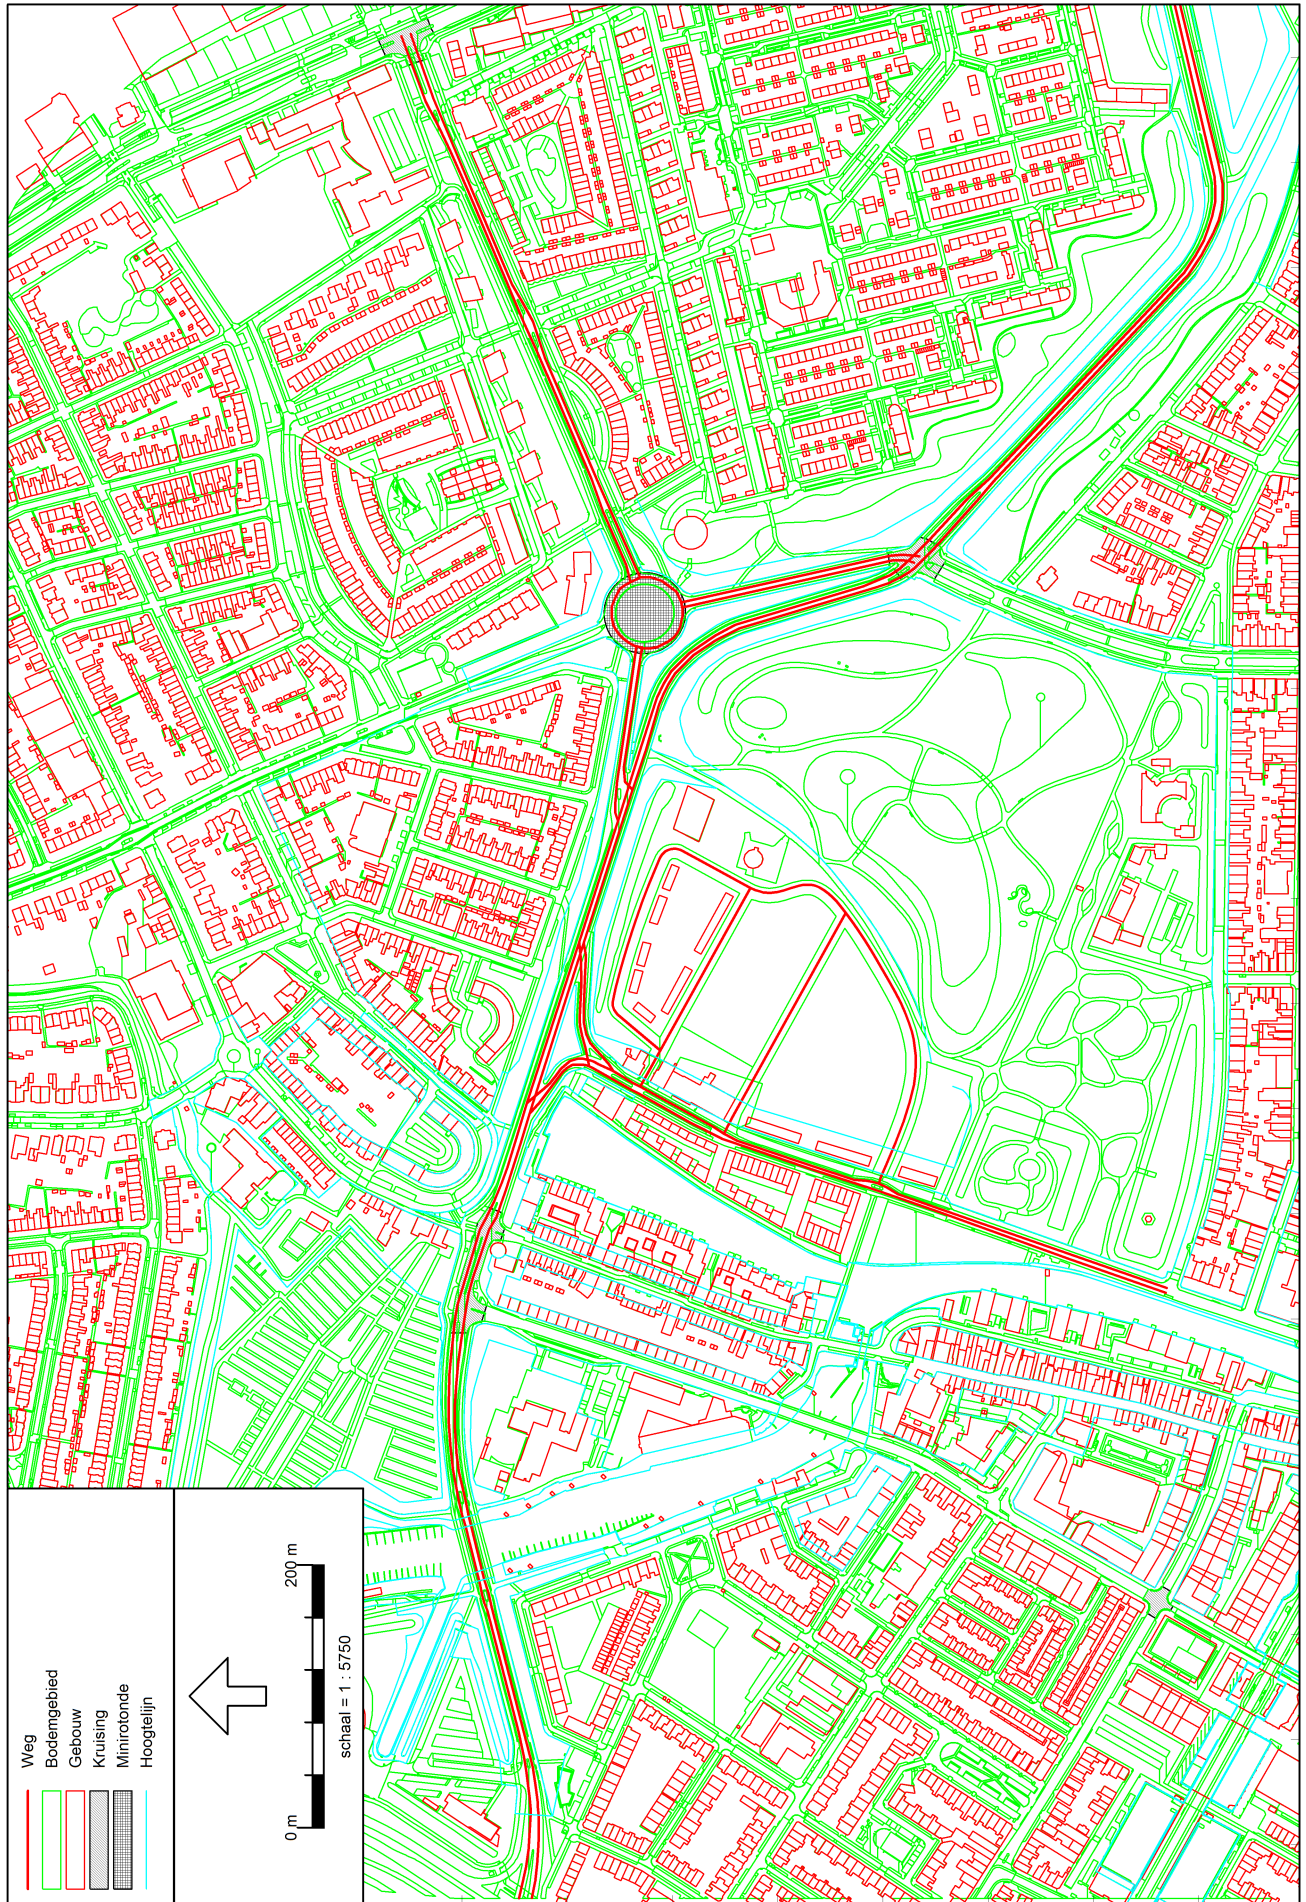 Weg
Bodemgebied
Gebouw
Kruising
Minirotonde
Hoogtelijn
0 m
200 m
schaal = 1 : 5750